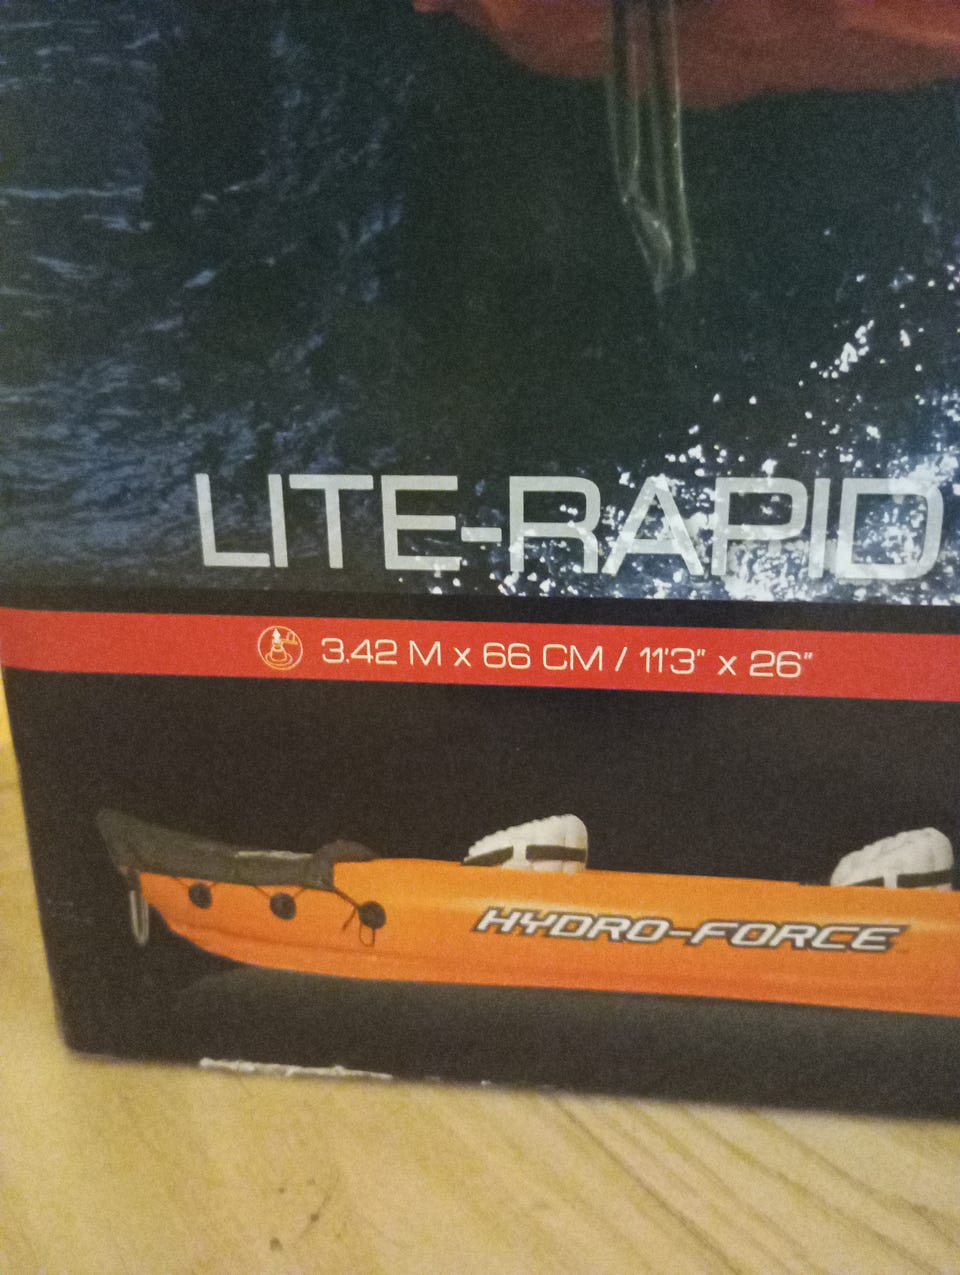 LITE-RAPID
3.42 M x 66 CM / 11'3" x 26"
HYDRO-FORCE